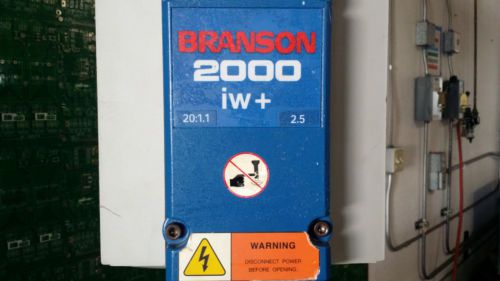 BRANSON
2000
iw+
20:1.1 2.5
WARNING
DISCONNECT POWER
BEFORE OPENING.